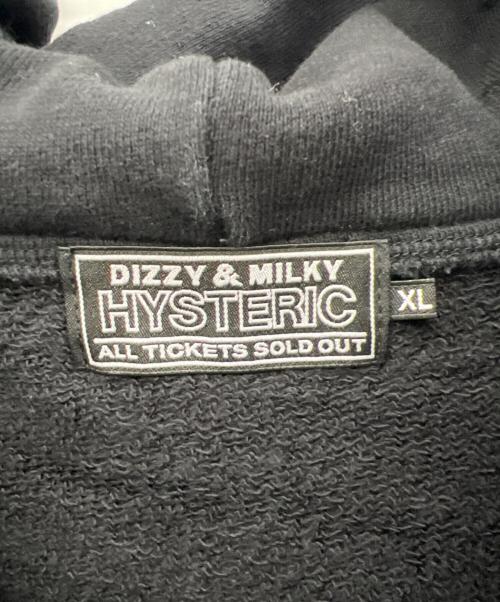 DIZZY & MILKY
HYSTERIC
ALL TICKETS SOLD OUT
XL